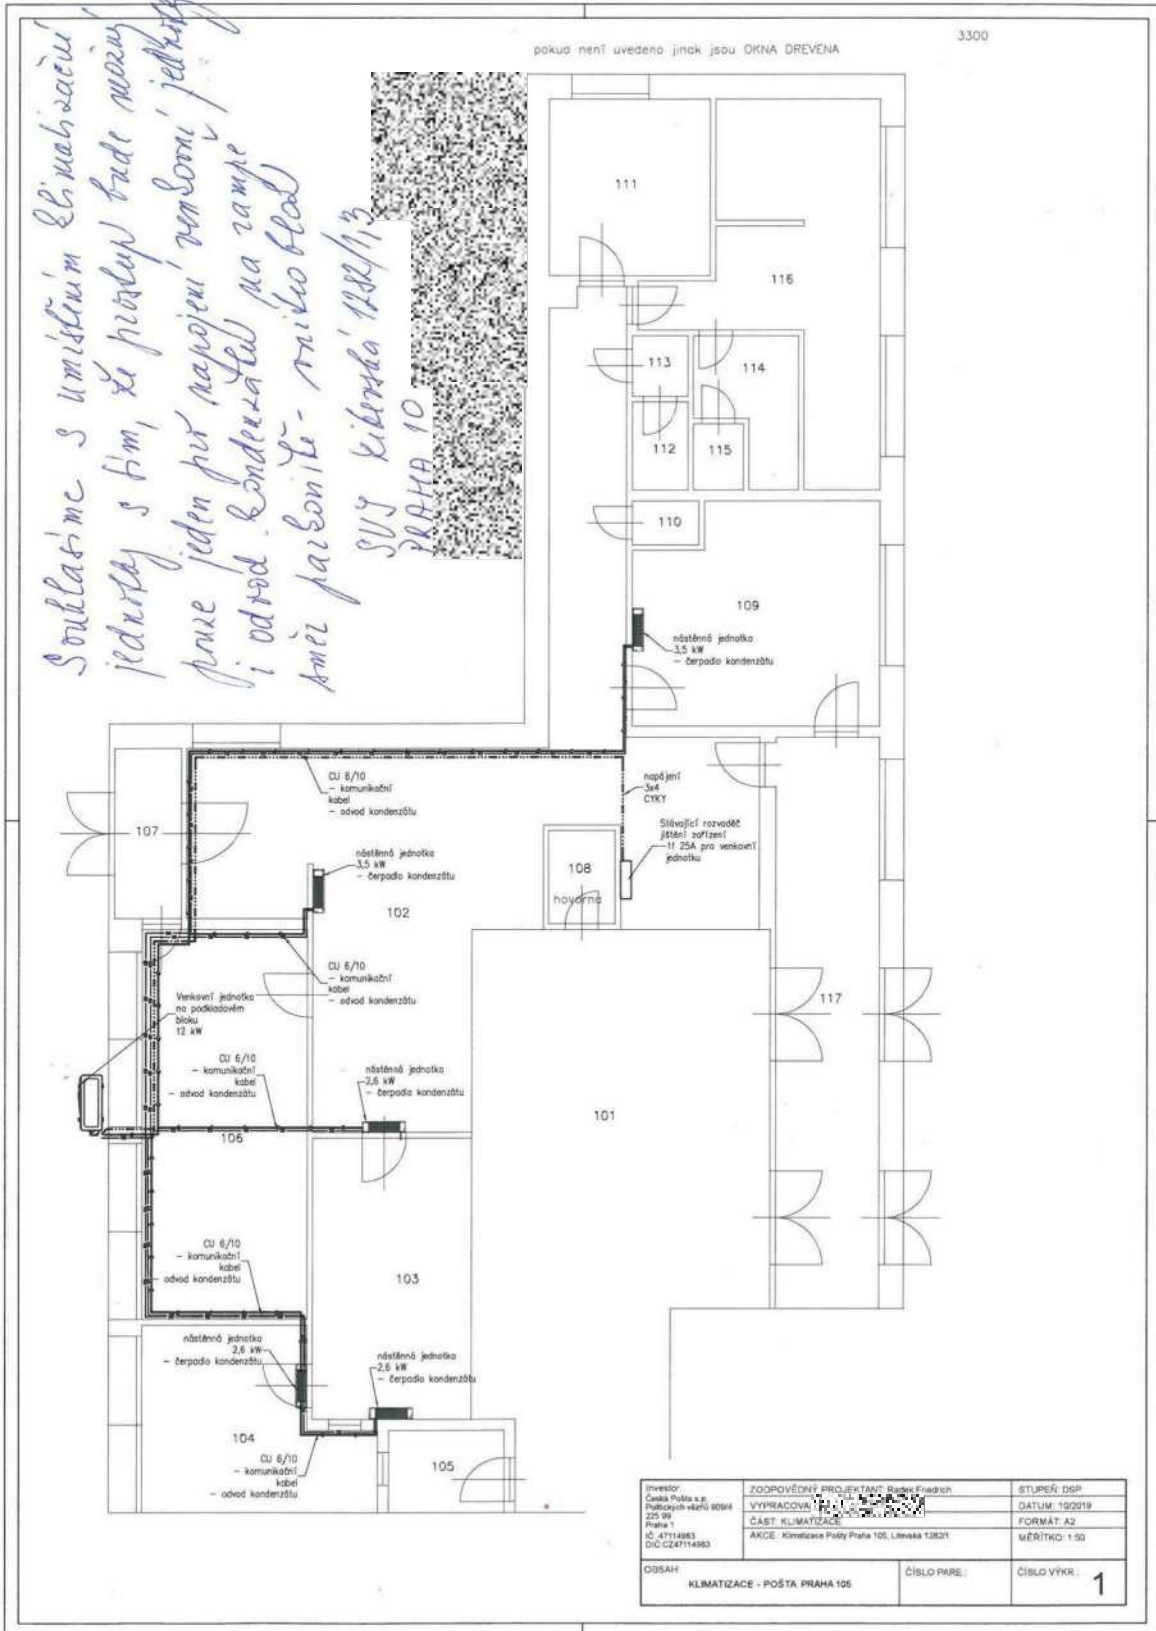 3300
pokud není uvedeno jinak jsou OKNA DREVENA
Souhlasíme s umístěním klimatizační
jednotky s tím, že prostup bude možný
pouze jeden při napojení venkovní jednotky
i odvod kondenzátu na rampě
směr parkoviště - vnitroblok
SVJ 1282/1,3
PRAHA 10
111
116
113
114
112
115
110
109
nástěnná jednotka
3,5 kW
- čerpadlo kondenzátu
CU 6/10
- komunikační
kabel
- odvod kondenzátu
napájení
3x4
CYKY
107
Stávající rozvaděč
jištění zařízení
1f 25A pro venkovní
jednotku
nástěnná jednotka
3,5 kW
- čerpadlo kondenzátu
108
hovorna
102
CU 6/10
- komunikační
kabel
- odvod kondenzátu
117
Venkovní jednotka
na podkladovém
bloku
12 kW
CU 6/10
- komunikační
kabel
- odvod kondenzátu
nástěnná jednotka
2,6 kW
- čerpadlo kondenzátu
101
106
CU 6/10
- komunikační
kabel
- odvod kondenzátu
103
nástěnná jednotka
2,6 kW
- čerpadlo kondenzátu
nástěnná jednotka
2,6 kW
- čerpadlo kondenzátu
104
CU 6/10
- komunikační
kabel
- odvod kondenzátu
105
Investor:
Česká Pošta s.p.
Politických vězňů 909/4
225 99
Praha 1
IČ: 47114983
DIČ:CZ47114983
ZODPOVĚDNÝ PROJEKTANT: Radek Friedrich
STUPEŇ: DSP
VYPRACOVA
DATUM: 10/2019
ČÁST: KLIMATIZACE
FORMÁT: A2
AKCE: Klimatizace Pošty Praha 105, Litevská 1282/1
MĚŘÍTKO: 1:50
OBSAH:
KLIMATIZACE - POŠTA PRAHA 105
ČÍSLO PARE.:
ČÍSLO VÝKR.:
1